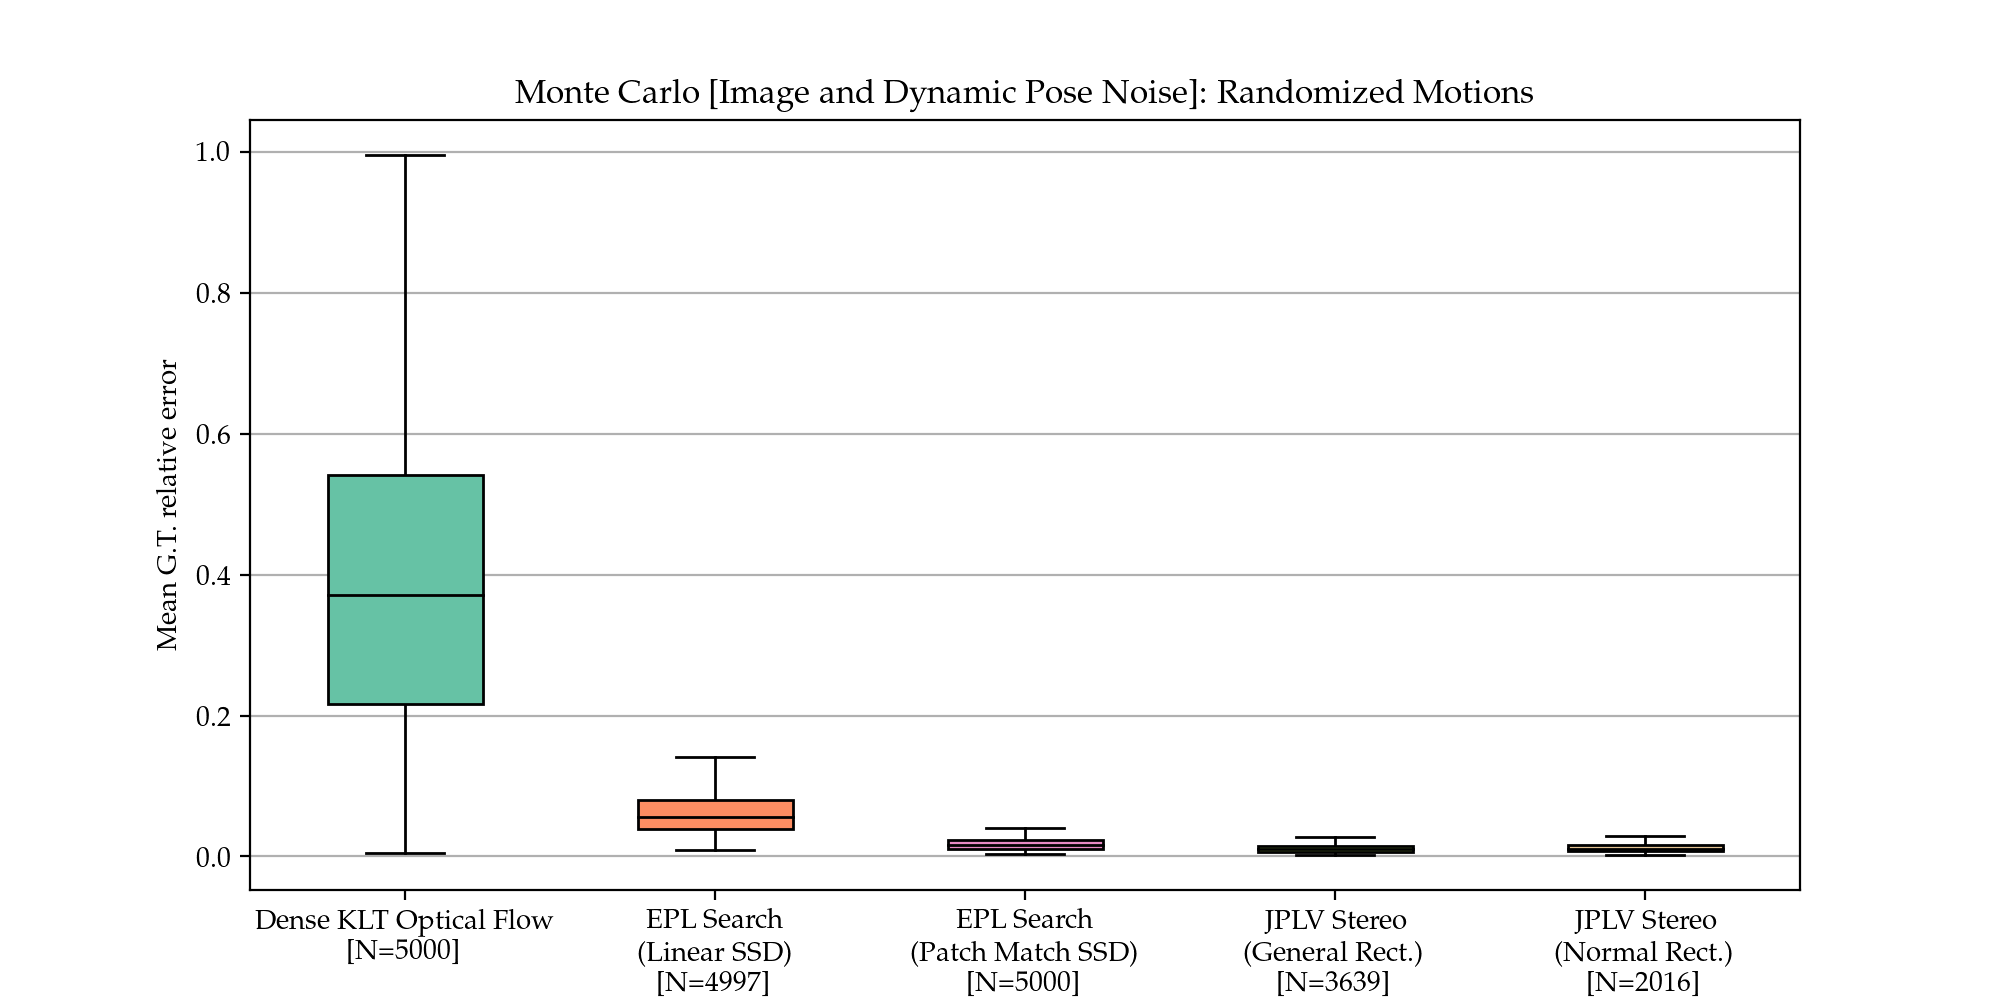 Monte Carlo [Image and Dynamic Pose Noise]: Randomized Motions
Mean G.T. relative error
1.0
0.8
0.6
0.4
0.2
0.0
Dense KLT Optical Flow
[N=5000]
EPL Search
(Linear SSD)
[N=4997]
EPL Search
(Patch Match SSD)
[N=5000]
JPLV Stereo
(General Rect.)
[N=3639]
JPLV Stereo
(Normal Rect.)
[N=2016]